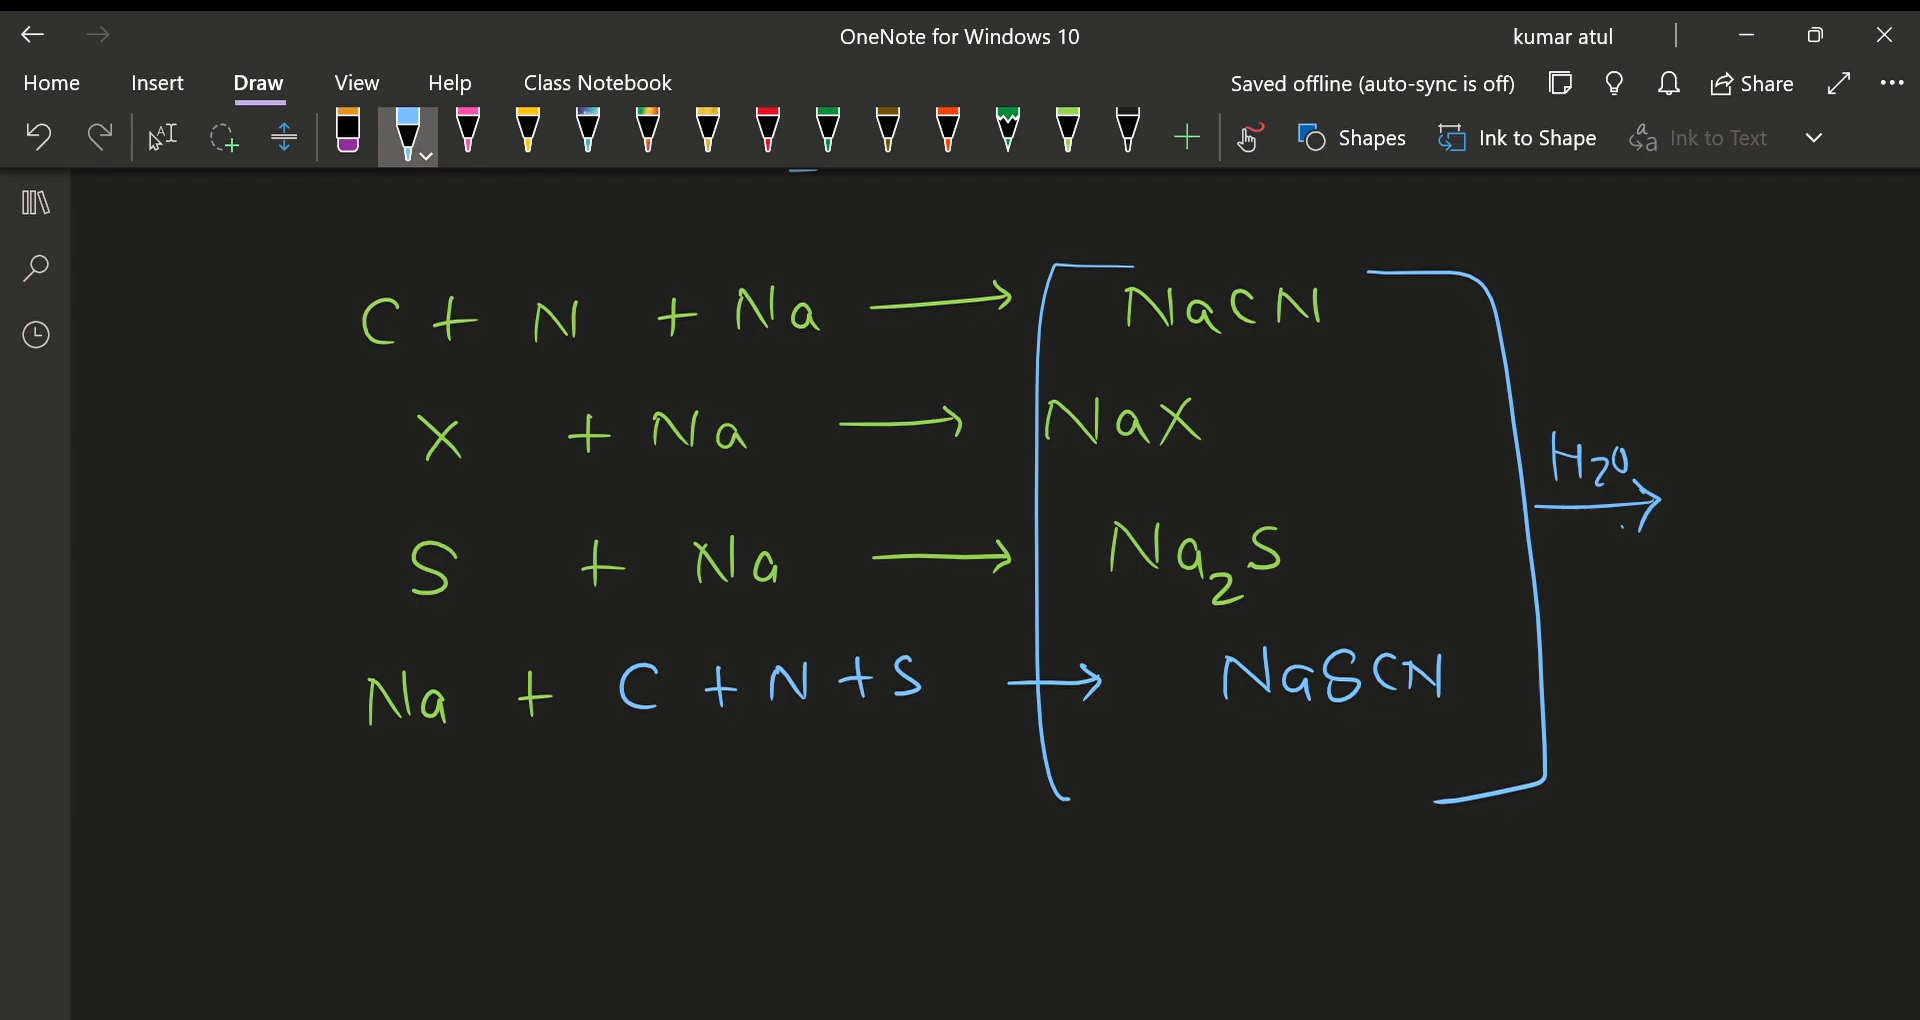 OneNote for Windows 10
kumar atul
Home Insert Draw View Help Class Notebook
Saved offline (auto-sync is off) Share
Shapes Ink to Shape Ink to Text
C + N + Na → NaCN
X + Na → NaX
S + Na → Na₂S
Na + C + N + S → NaSCN
H₂O